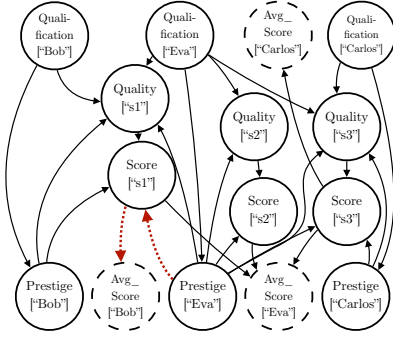 Quali-
fication
["Bob"]
Quali-
fication
["Eva"]
Avg_
Score
["Carlos"]
Quali-
fication
["Carlos"]
Quality
["s1"]
Quality
["s2"]
Quality
["s3"]
Score
["s1"]
Score
["s2"]
Score
["s3"]
Prestige
["Bob"]
Avg_
Score
["Bob"]
Prestige
["Eva"]
Avg_
Score
["Eva"]
Prestige
["Carlos"]